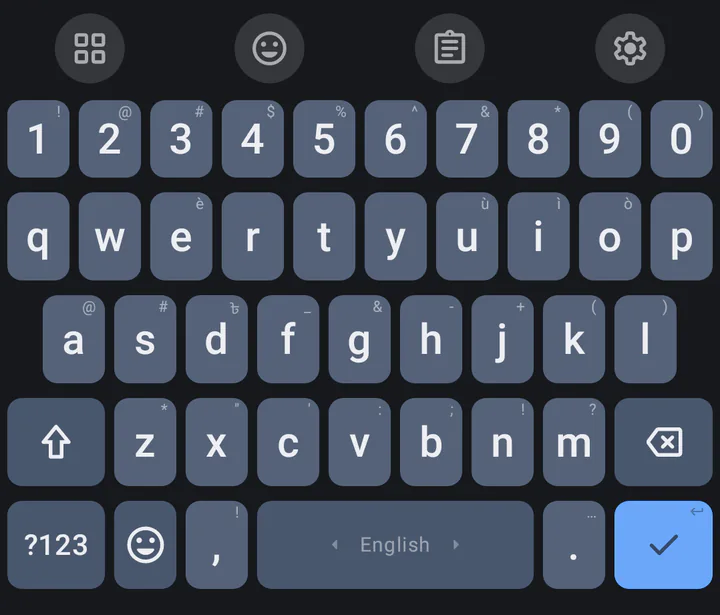 ! @ # $ % ^ & * ( )
1 2 3 4 5 6 7 8 9 0
è ù ì ò
q w e r t y u i o p
@ # ъ _ & - + ( )
a s d f g h j k l
* " ' : ; ! ?
z x c v b n m
! …
?123 , English .